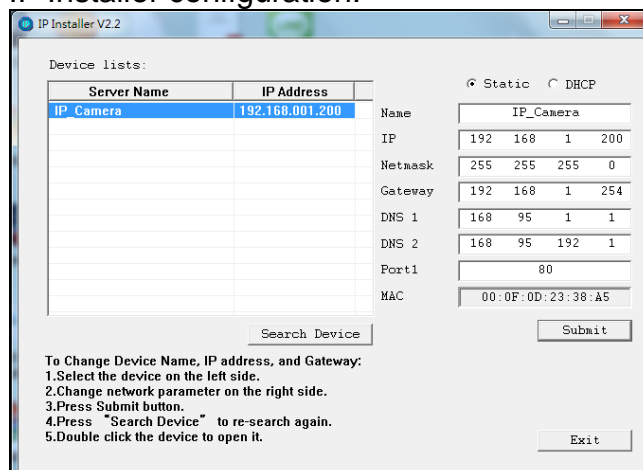 IP Installer configuration:
IP Installer V2.2
Device lists:
Server Name IP Address
IP_Camera 192.168.001.200
Static DHCP
Name IP_Camera
IP 192 168 1 200
Netmask 255 255 255 0
Gateway 192 168 1 254
DNS 1 168 95 1 1
DNS 2 168 95 192 1
Port1 80
MAC 00:0F:0D:23:38:A5
Search Device
Submit
To Change Device Name, IP address, and Gateway:
1.Select the device on the left side.
2.Change network parameter on the right side.
3.Press Submit button.
4.Press "Search Device" to re-search again.
5.Double click the device to open it.
Exit